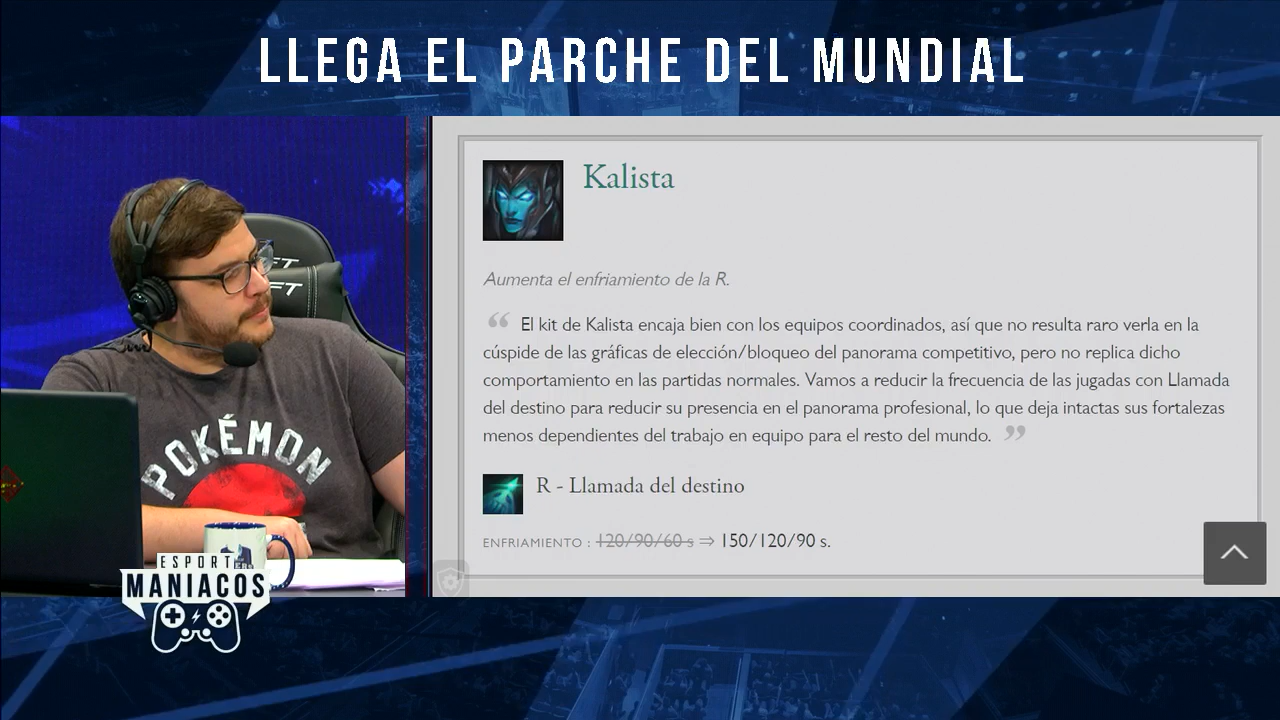 LLEGA EL PARCHE DEL MUNDIAL
Kalista
Aumenta el enfriamiento de la R.
“ El kit de Kalista encaja bien con los equipos coordinados, así que no resulta raro verla en la
cúspide de las gráficas de elección/bloqueo del panorama competitivo, pero no replica dicho
comportamiento en las partidas normales. Vamos a reducir la frecuencia de las jugadas con Llamada
del destino para reducir su presencia en el panorama profesional, lo que deja intactas sus fortalezas
menos dependientes del trabajo en equipo para el resto del mundo. ”
R - Llamada del destino
ENFRIAMIENTO : 120/90/60 s ⇒ 150/120/90 s.
FT
FT
POKÉMON
ESPORT
MANIACOS